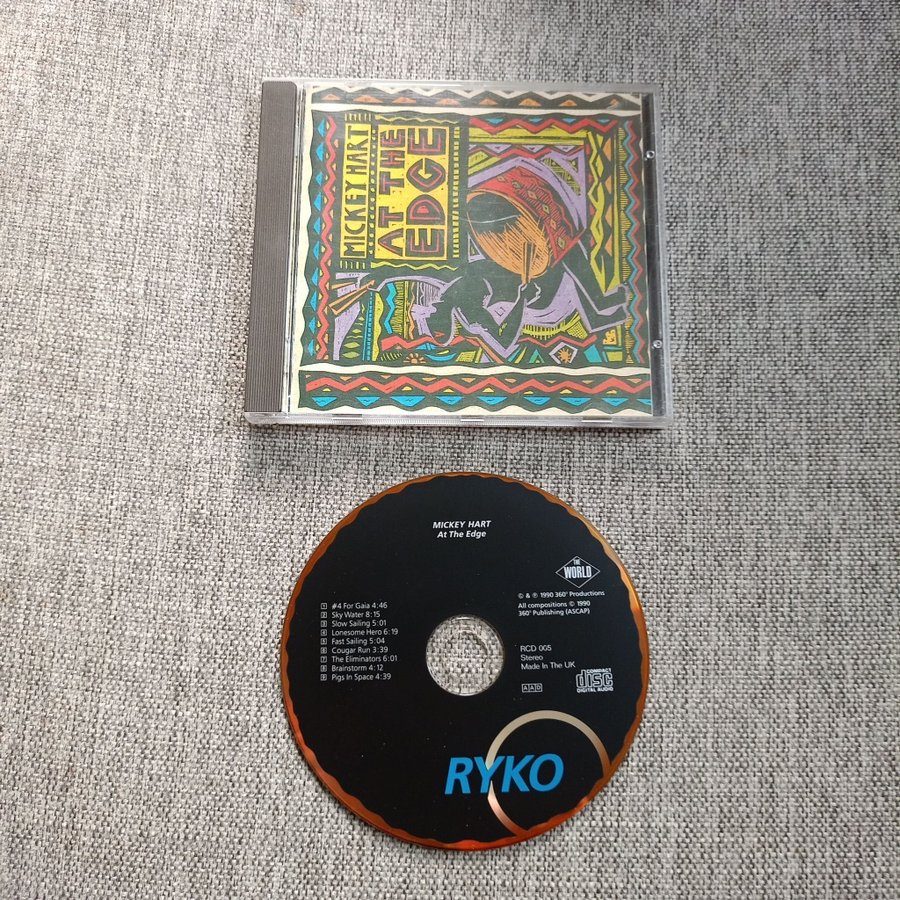 MICKEY HART
AT THE
EDGE
MICKEY HART
At The Edge
THE
WORLD
1 #4 For Gaia 4:46
2 Sky Water 8:15
3 Slow Sailing 5:01
4 Lonesome Hero 6:19
5 Fast Sailing 5:04
6 Cougar Run 3:39
7 The Eliminators 6:01
8 Brainstorm 4:12
9 Pigs In Space 4:39
© & ℗ 1990 360° Productions
All compositions © 1990
360° Publishing (ASCAP)
RCD 005
Stereo
Made In The UK
AAD
COMPACT
disc
DIGITAL AUDIO
RYKO